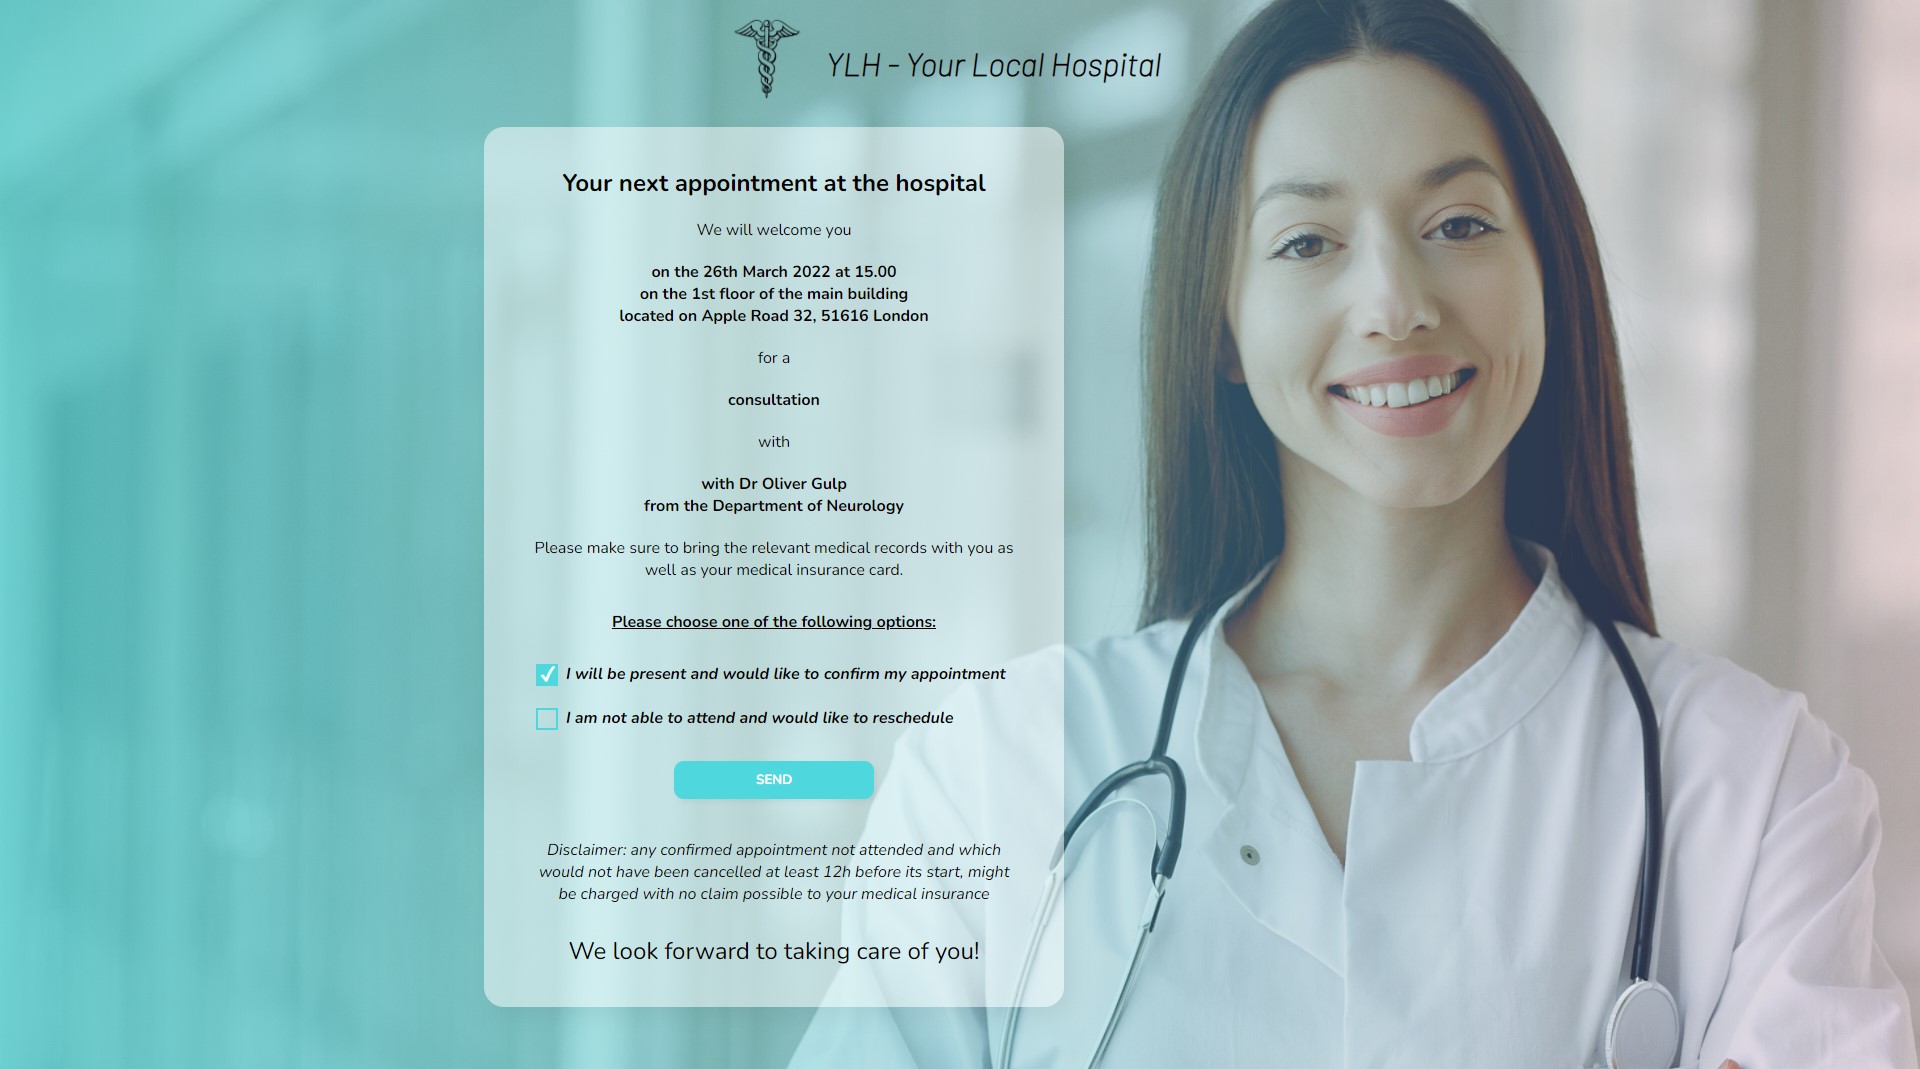 YLH - Your Local Hospital
Your next appointment at the hospital
We will welcome you
on the 26th March 2022 at 15.00
on the 1st floor of the main building
located on Apple Road 32, 51616 London
for a
consultation
with
with Dr Oliver Gulp
from the Department of Neurology
Please make sure to bring the relevant medical records with you as
well as your medical insurance card.
Please choose one of the following options:
I will be present and would like to confirm my appointment
I am not able to attend and would like to reschedule
SEND
Disclaimer: any confirmed appointment not attended and which
would not have been cancelled at least 12h before its start, might
be charged with no claim possible to your medical insurance
We look forward to taking care of you!